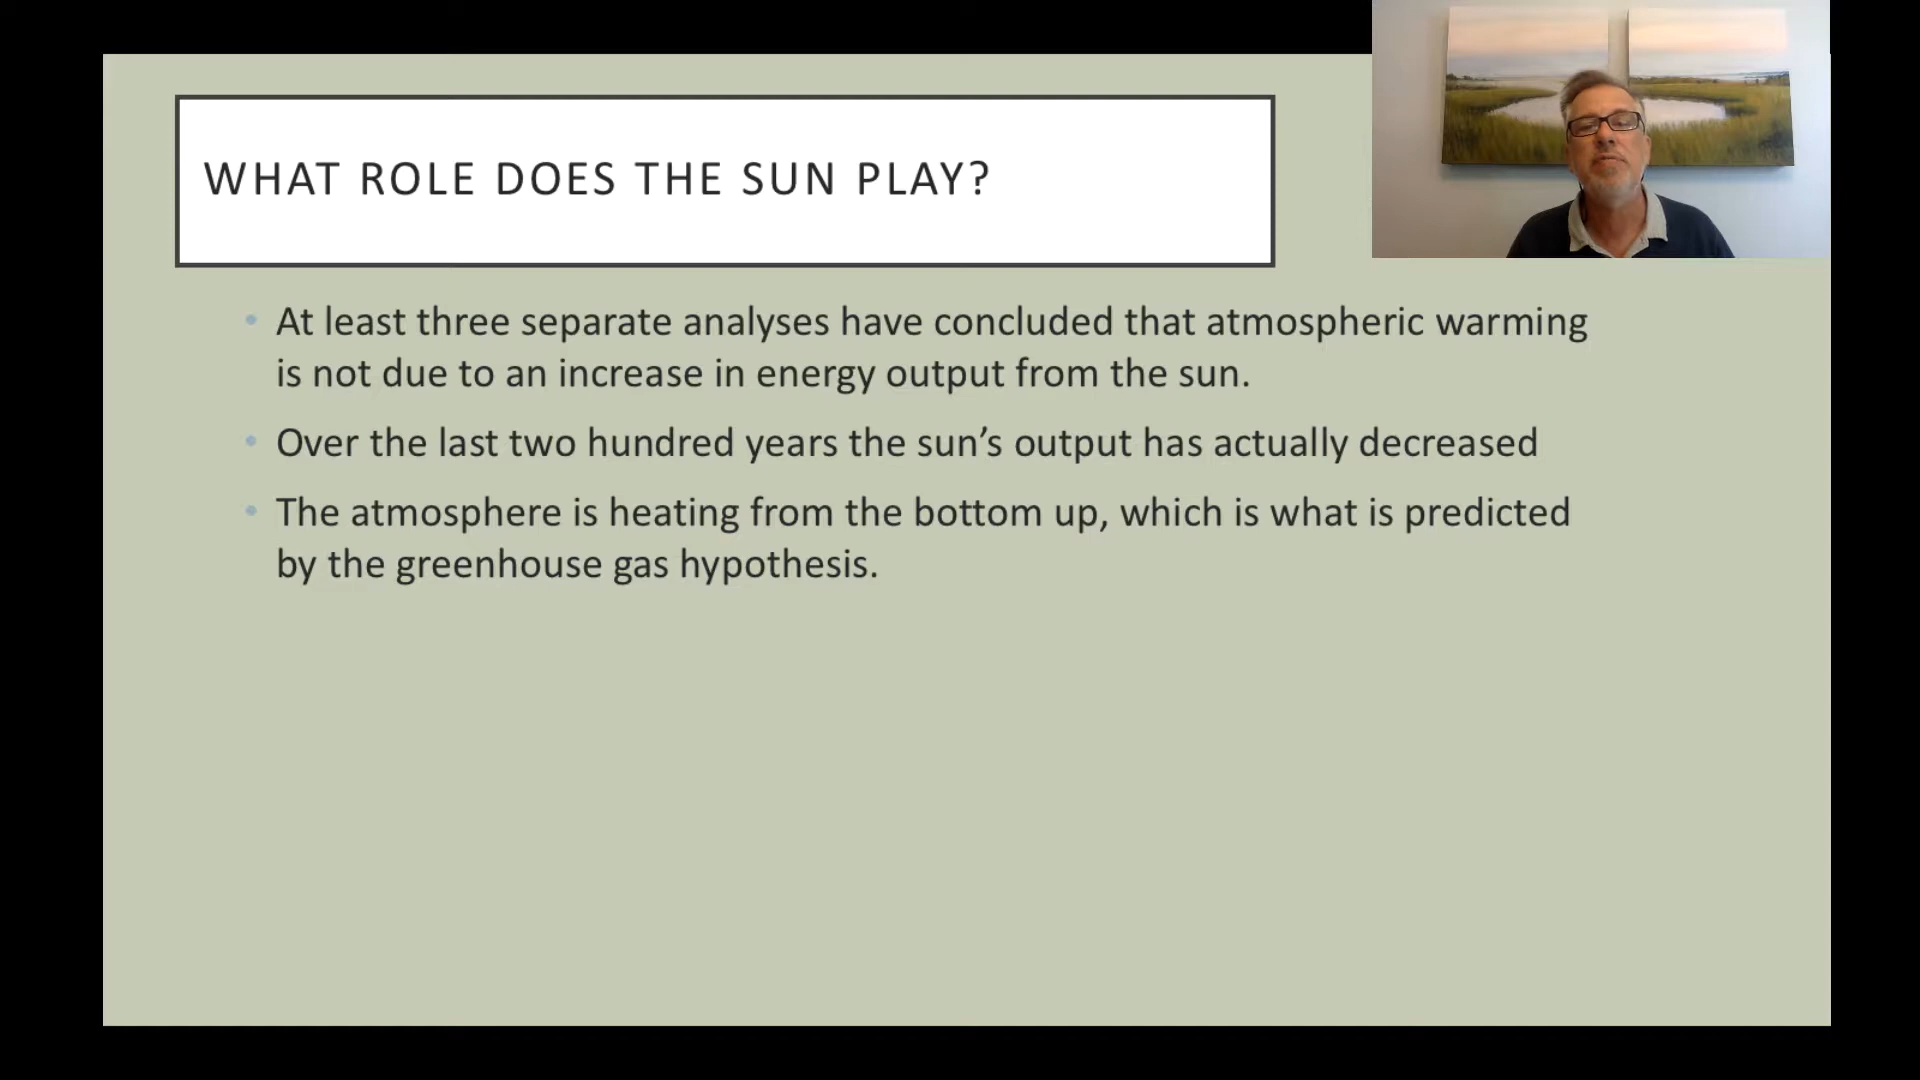 WHAT ROLE DOES THE SUN PLAY?
• At least three separate analyses have concluded that atmospheric warming
is not due to an increase in energy output from the sun.
• Over the last two hundred years the sun’s output has actually decreased
• The atmosphere is heating from the bottom up, which is what is predicted
by the greenhouse gas hypothesis.